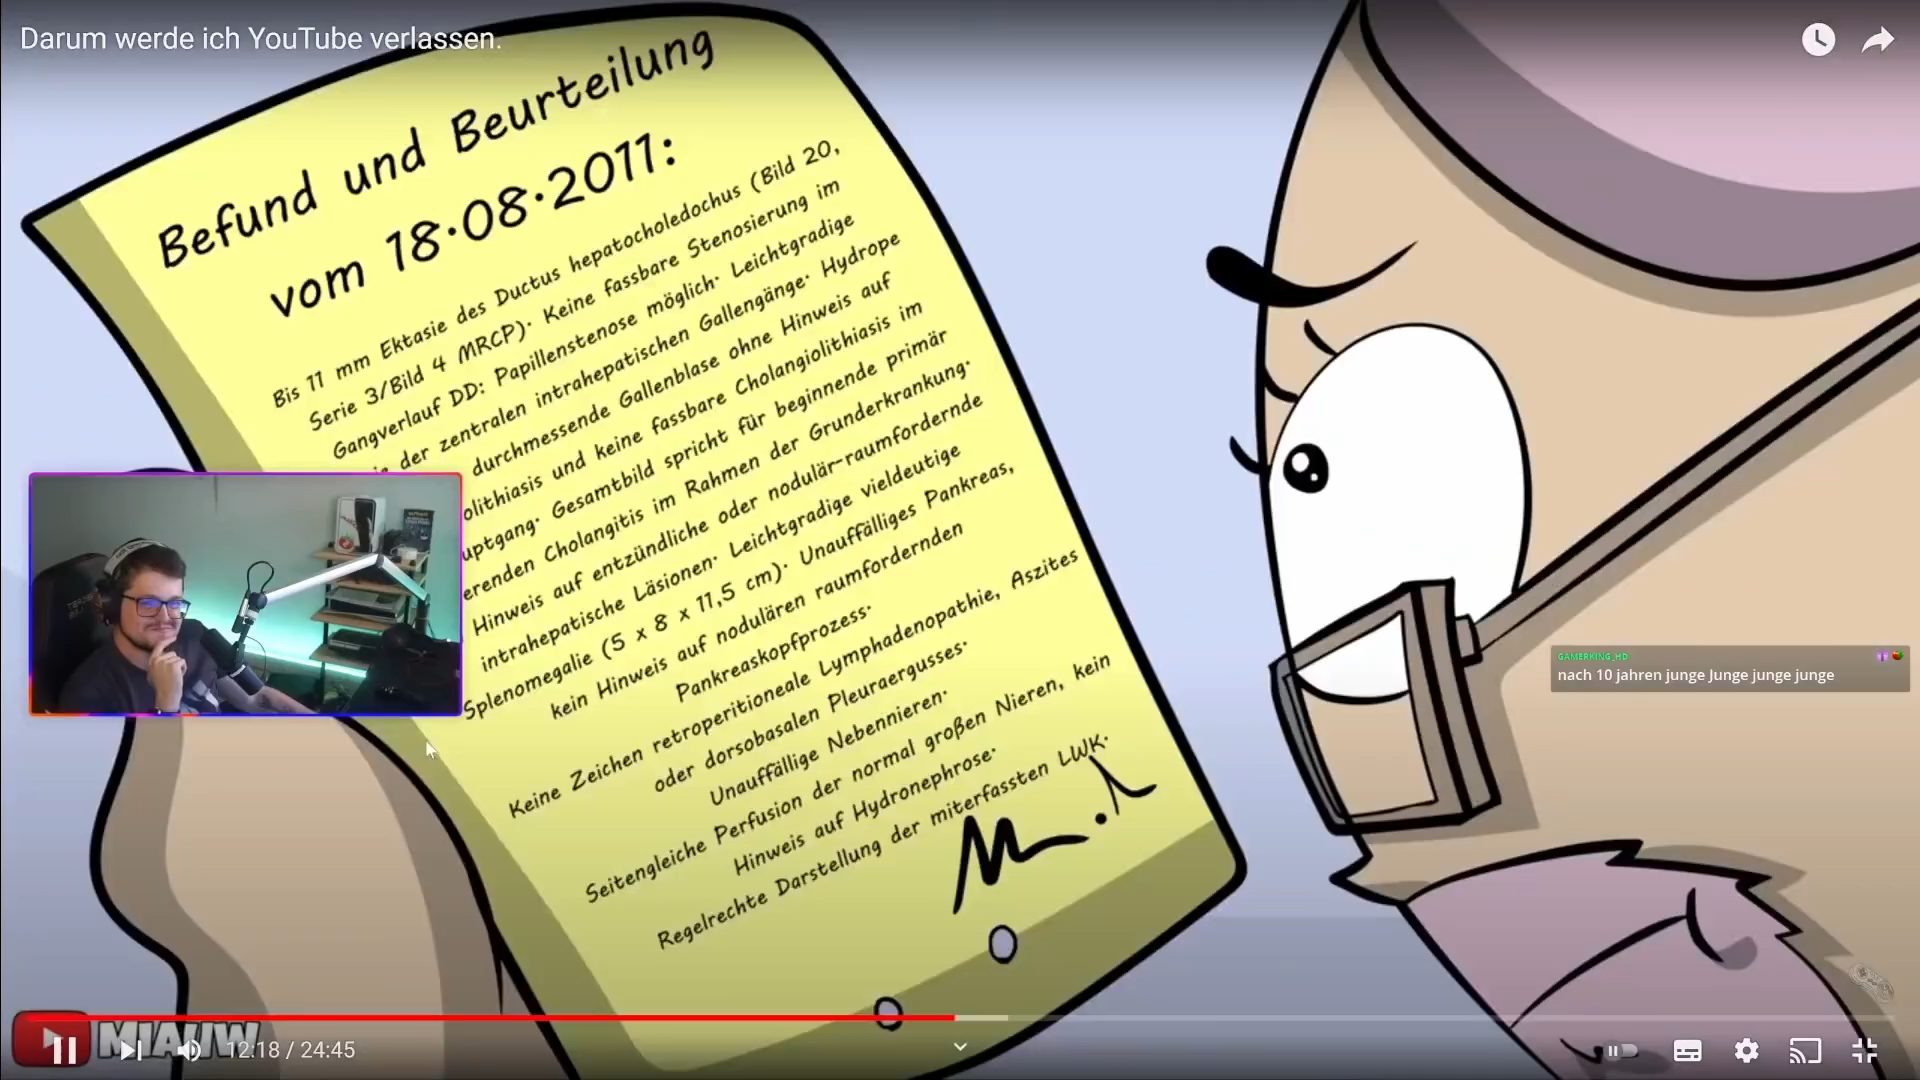 Darum werde ich YouTube verlassen.
Befund und Beurteilung
vom 18.08.2011:
Bis 11 mm Ektasie des Ductus hepatocholedochus (Bild 20,
Serie 3/Bild 4 MRCP). Keine fassbare Stenosierung im
Gangverlauf DD: Papillenstenose möglich. Leichtgradige
der zentralen intrahepatischen Gallengänge. Hydrope
durchmessende Gallenblase ohne Hinweis auf
olithiasis und keine fassbare Cholangiolithiasis im
uptgang. Gesamtbild spricht für beginnende primär
erenden Cholangitis im Rahmen der Grunderkrankung.
Hinweis auf entzündliche oder nodulär-raumfordernde
intrahepatische Läsionen. Leichtgradige vieldeutige
Splenomegalie (5 x 8 x 11,5 cm). Unauffälliges Pankreas,
kein Hinweis auf nodulären raumfordernden
Pankreaskopfprozess.
Keine Zeichen retroperitioneale Lymphadenopathie, Aszites
oder dorsobasalen Pleuraergusses.
Unauffällige Nebennieren.
Seitengleiche Perfusion der normal großen Nieren, kein
Hinweis auf Hydronephrose.
Regelrechte Darstellung der miterfassten LWK.
GAMERKING_HD
nach 10 jahren junge Junge junge junge
MIAUW
12:18 / 24:45